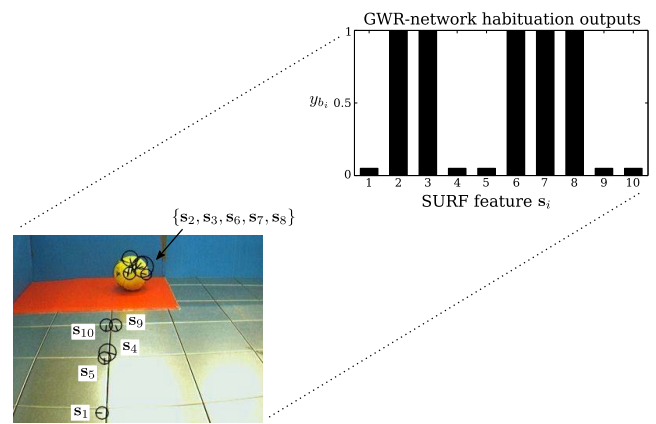 GWR-network habituation outputs
1
y_{b_i} 0.5
0
1 2 3 4 5 6 7 8 9 10
SURF feature s_i
{s_2, s_3, s_6, s_7, s_8}
s_10 s_9
s_4
s_5
s_1